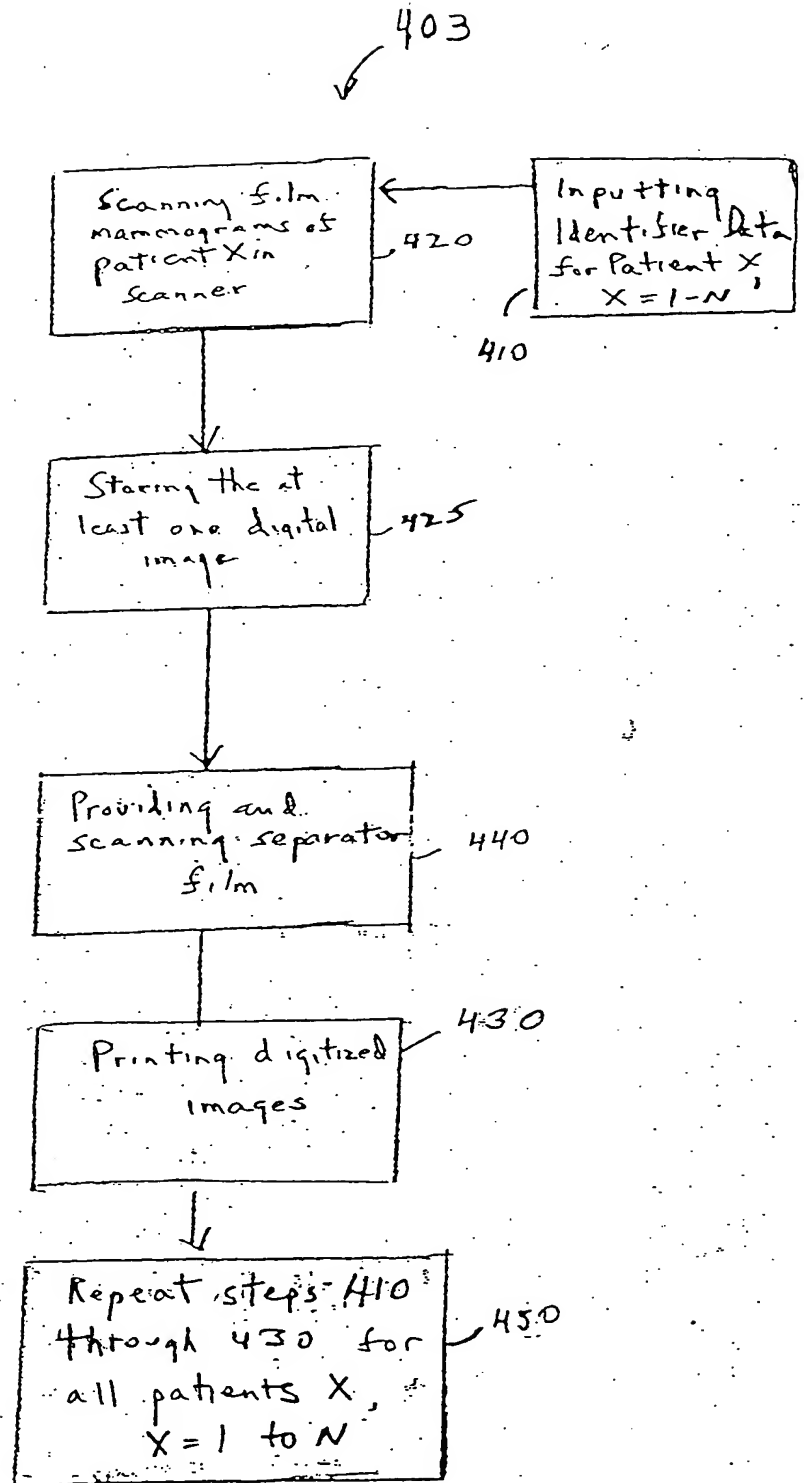 403
Scanning film
mammograms of
patient X in
scanner
420
Inputting
Identifier Data
for Patient X,
X = 1-N
410
Storing the at
least one digital
image
425
Providing and
scanning separator
film
440
Printing digitized
images
430
Repeat steps 410
through 430 for
all patients X,
X = 1 to N
450